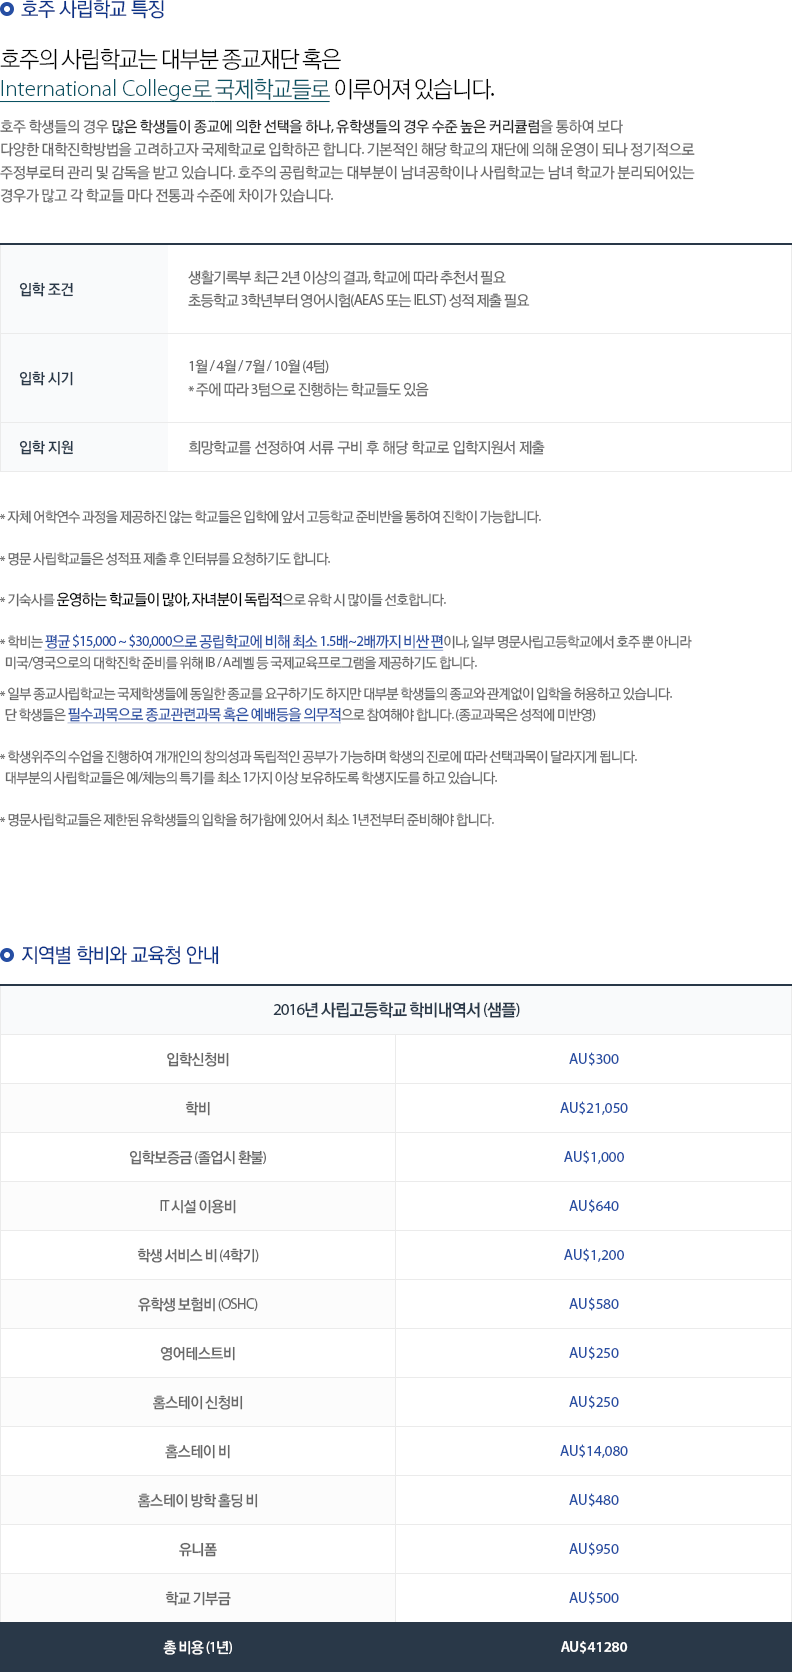 호주 사립학교 특징
호주의 사립학교는 대부분 종교재단 혹은
International College로 국제학교들로 이루어져 있습니다.
호주 학생들의 경우 많은 학생들이 종교에 의한 선택을 하나, 유학생들의 경우 수준 높은 커리큘럼을 통하여 보다
다양한 대학진학방법을 고려하고자 국제학교로 입학하곤 합니다. 기본적인 해당 학교의 재단에 의해 운영이 되나 정기적으로
주정부로부터 관리 및 감독을 받고 있습니다. 호주의 공립학교는 대부분이 남녀공학이나 사립학교는 남녀 학교가 분리되어있는
경우가 많고 각 학교들 마다 전통과 수준에 차이가 있습니다.
입학 조건
생활기록부 최근 2년 이상의 결과, 학교에 따라 추천서 필요
초등학교 3학년부터 영어시험(AEAS 또는 IELST) 성적 제출 필요
입학 시기
1월 / 4월 / 7월 / 10월 (4텀)
* 주에 따라 3텀으로 진행하는 학교들도 있음
입학 지원
희망학교를 선정하여 서류 구비 후 해당 학교로 입학지원서 제출
* 자체 어학연수 과정을 제공하진 않는 학교들은 입학에 앞서 고등학교 준비반을 통하여 진학이 가능합니다.
* 명문 사립학교들은 성적표 제출 후 인터뷰를 요청하기도 합니다.
* 기숙사를 운영하는 학교들이 많아, 자녀분이 독립적으로 유학 시 많이들 선호합니다.
* 학비는 평균 $15,000 ~ $30,000으로 공립학교에 비해 최소 1.5배~2배까지 비싼 편이나, 일부 명문사립고등학교에서 호주 뿐 아니라
미국/영국으로의 대학진학 준비를 위해 IB / A레벨 등 국제교육프로그램을 제공하기도 합니다.
* 일부 종교사립학교는 국제학생들에 동일한 종교를 요구하기도 하지만 대부분 학생들의 종교와 관계없이 입학을 허용하고 있습니다.
단 학생들은 필수과목으로 종교관련과목 혹은 예배등을 의무적으로 참여해야 합니다. (종교과목은 성적에 미반영)
* 학생위주의 수업을 진행하여 개개인의 창의성과 독립적인 공부가 가능하며 학생의 진로에 따라 선택과목이 달라지게 됩니다.
대부분의 사립학교들은 예/체능의 특기를 최소 1가지 이상 보유하도록 학생지도를 하고 있습니다.
* 명문사립학교들은 제한된 유학생들의 입학을 허가함에 있어서 최소 1년전부터 준비해야 합니다.
지역별 학비와 교육청 안내
2016년 사립고등학교 학비내역서 (샘플)
입학신청비
AU$300
학비
AU$21,050
입학보증금 (졸업시 환불)
AU$1,000
IT 시설 이용비
AU$640
학생 서비스 비 (4학기)
AU$1,200
유학생 보험비 (OSHC)
AU$580
영어테스트비
AU$250
홈스테이 신청비
AU$250
홈스테이 비
AU$14,080
홈스테이 방학 홀딩 비
AU$480
유니폼
AU$950
학교 기부금
AU$500
총 비용 (1년)
AU$41280